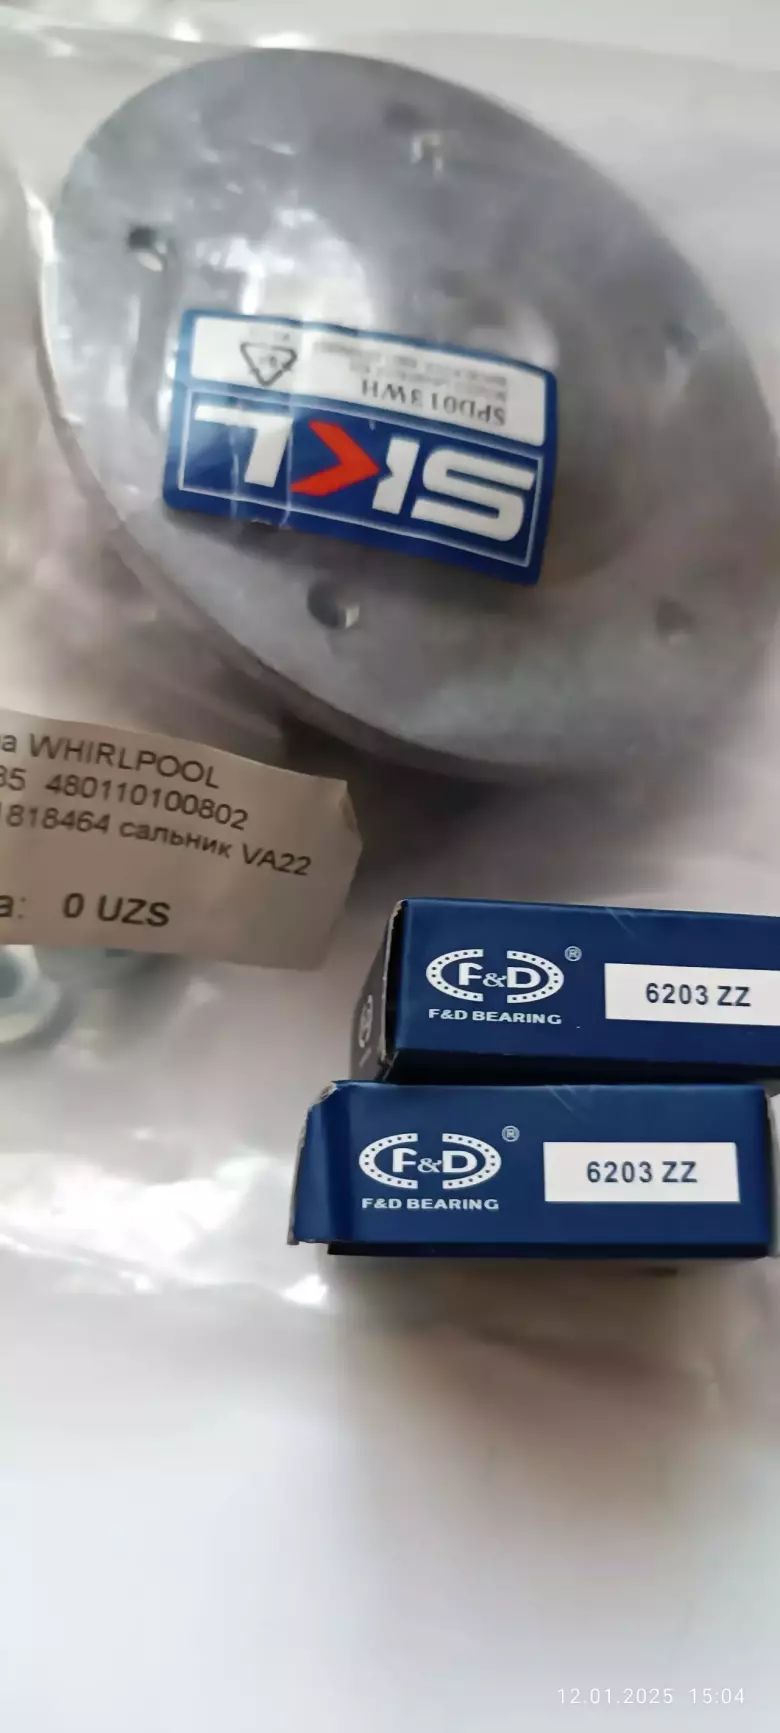 SPD013WH
SKL
а WHIRLPOOL
85 480110100802
1818464 сальник VA22
а: 0 UZS
F&D ®
F&D BEARING
6203 ZZ
F&D ®
F&D BEARING
6203 ZZ
12.01.2025 15:04